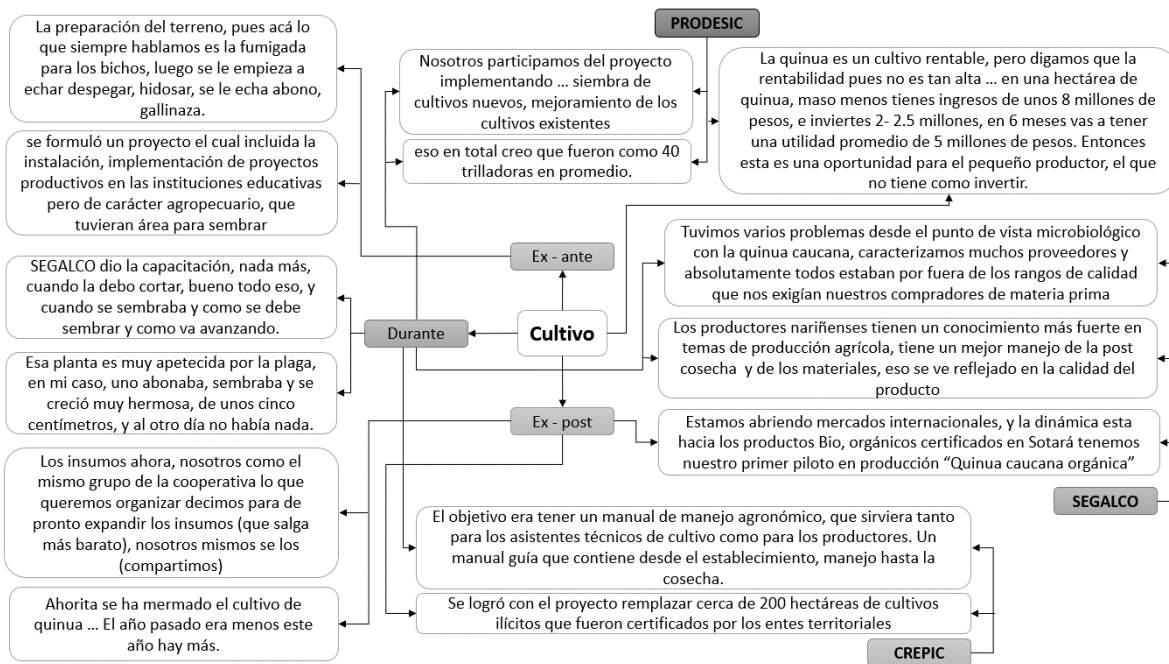 La preparación del terreno, pues acá lo
que siempre hablamos es la fumigada
para los bichos, luego se le empieza a
echar despegar, hidosar, se le echa abono,
gallinaza.
se formuló un proyecto el cual incluida la
instalación, implementación de proyectos
productivos en las instituciones educativas
pero de carácter agropecuario, que
tuvieran área para sembrar
SEGALCO dio la capacitación, nada más,
cuando la debo cortar, bueno todo eso, y
cuando se sembraba y como se debe
sembrar y como va avanzando.
Esa planta es muy apetecida por la plaga,
en mi caso, uno abonaba, sembraba y se
creció muy hermosa, de unos cinco
centímetros, y al otro día no había nada.
Los insumos ahora, nosotros como el
mismo grupo de la cooperativa lo que
queremos organizar decimos para de
pronto expandir los insumos (que salga
más barato), nosotros mismos se los
(compartimos)
Ahorita se ha mermado el cultivo de
quinua ... El año pasado era menos este
año hay más.
PRODESIC
Nosotros participamos del proyecto
implementando ... siembra de
cultivos nuevos, mejoramiento de los
cultivos existentes
eso en total creo que fueron como 40
trilladoras en promedio.
Ex - ante
Durante
Cultivo
Ex - post
La quinua es un cultivo rentable, pero digamos que la
rentabilidad pues no es tan alta ... en una hectárea de
quinua, maso menos tienes ingresos de unos 8 millones de
pesos, e inviertes 2- 2.5 millones, en 6 meses vas a tener
una utilidad promedio de 5 millones de pesos. Entonces
esta es una oportunidad para el pequeño productor, el que
no tiene como invertir.
Tuvimos varios problemas desde el punto de vista microbiológico
con la quinua caucana, caracterizamos muchos proveedores y
absolutamente todos estaban por fuera de los rangos de calidad
que nos exigían nuestros compradores de materia prima
Los productores nariñenses tienen un conocimiento más fuerte en
temas de producción agrícola, tiene un mejor manejo de la post
cosecha y de los materiales, eso se ve reflejado en la calidad del
producto
Estamos abriendo mercados internacionales, y la dinámica esta
hacia los productos Bio, orgánicos certificados en Sotará tenemos
nuestro primer piloto en producción “Quinua caucana orgánica”
SEGALCO
El objetivo era tener un manual de manejo agronómico, que sirviera tanto
para los asistentes técnicos de cultivo como para los productores. Un
manual guía que contiene desde el establecimiento, manejo hasta la
cosecha.
Se logró con el proyecto remplazar cerca de 200 hectáreas de cultivos
ilícitos que fueron certificados por los entes territoriales
CREPIC